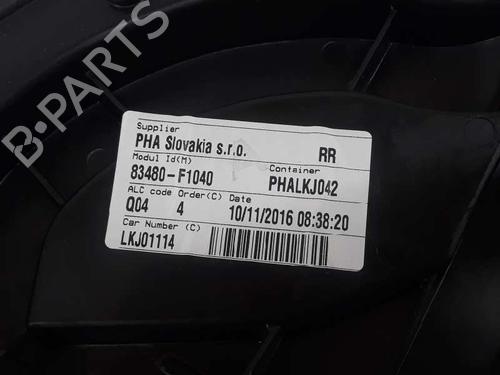 Supplier
PHA Slovakia s.r.o. RR
Modul Id(M) Container
83480-F1040 PHALKJ042
ALC code Order(C) Date
Q04 4 10/11/2016 08:38:20
Car Number (C)
LKJ01114
B-PARTS